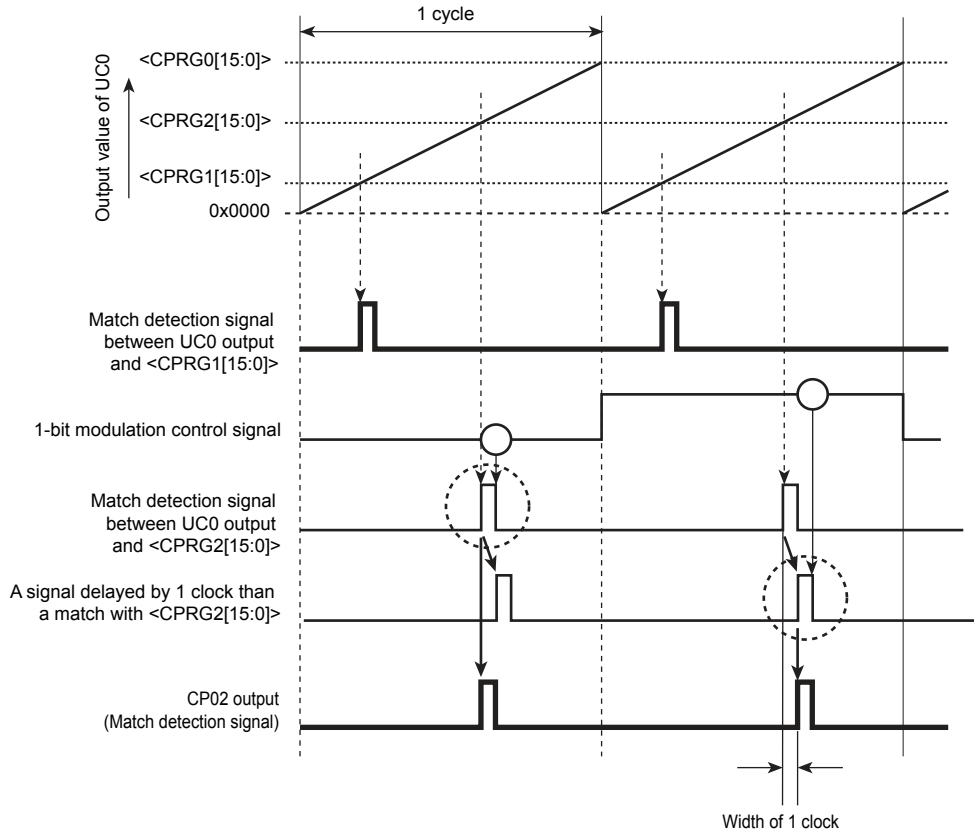 1 cycle
<CPRG0[15:0]>
Output value of UC0
<CPRG2[15:0]>
<CPRG1[15:0]>
0x0000
Match detection signal
between UC0 output
and <CPRG1[15:0]>
1-bit modulation control signal
Match detection signal
between UC0 output
and <CPRG2[15:0]>
A signal delayed by 1 clock than
a match with <CPRG2[15:0]>
CP02 output
(Match detection signal)
Width of 1 clock